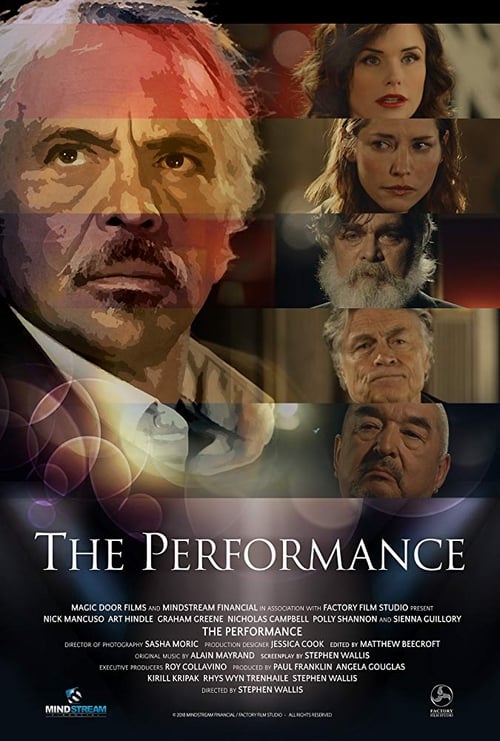 THE PERFORMANCE
MAGIC DOOR FILMS AND MINDSTREAM FINANCIAL IN ASSOCIATION WITH FACTORY FILM STUDIO PRESENT
NICK MANCUSO ART HINDLE GRAHAM GREENE NICHOLAS CAMPBELL POLLY SHANNON AND SIENNA GUILLORY
THE PERFORMANCE
DIRECTOR OF PHOTOGRAPHY SASHA MORIC PRODUCTION DESIGNER JESSICA COOK EDITED BY MATTHEW BEECROFT
ORIGINAL MUSIC BY ALAIN MAYRAND SCREENPLAY BY STEPHEN WALLIS
EXECUTIVE PRODUCERS ROY COLLAVINO PRODUCED BY PAUL FRANKLIN ANGELA GOUGLAS
KIRILL KRIPAK RHYS WYN TRENHAILE STEPHEN WALLIS
DIRECTED BY STEPHEN WALLIS
MINDSTREAM
FINANCIAL
FACTORY
FILM STUDIO
©2018 MINDSTREAM FINANCIAL / FACTORY FILM STUDIO - ALL RIGHTS RESERVED